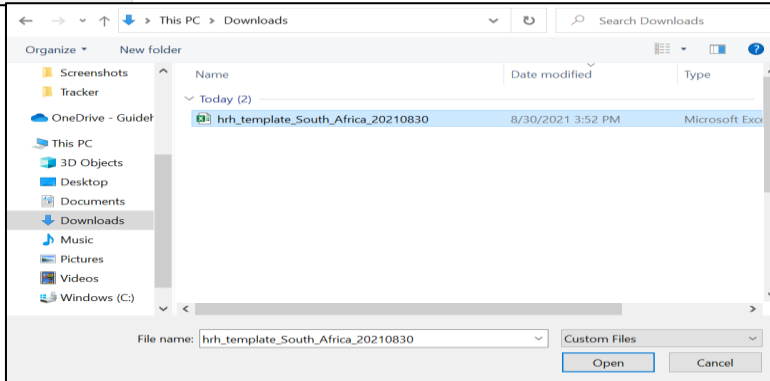 This PC > Downloads
Search Downloads
Organize
New folder
?
Name
Date modified
Type
Screenshots
Tracker
Today (2)
hrh_template_South_Africa_20210830
8/30/2021 3:52 PM
Microsoft Exce
OneDrive - Guideh
This PC
3D Objects
Desktop
Documents
Downloads
Music
Pictures
Videos
Windows (C:)
File name:
hrh_template_South_Africa_20210830
Custom Files
Open
Cancel